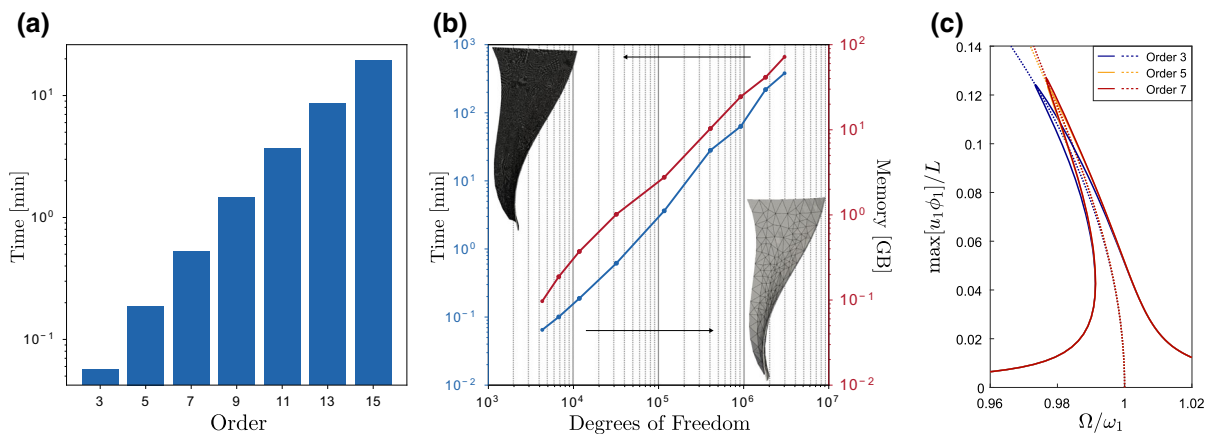 (a)
Time [min]
10^1
10^0
10^-1
3 5 7 9 11 13 15
Order
(b)
Time [min]
10^3
10^2
10^1
10^0
10^-1
10^-2
10^3 10^4 10^5 10^6 10^7
Degrees of Freedom
10^2
10^1
10^0
10^-1
10^-2
Memory [GB]
(c)
max[u_1ϕ_1]/L
0.14
0.12
0.10
0.08
0.06
0.04
0.02
0
0.96 0.98 1 1.02
Ω/ω_1
Order 3
Order 5
Order 7